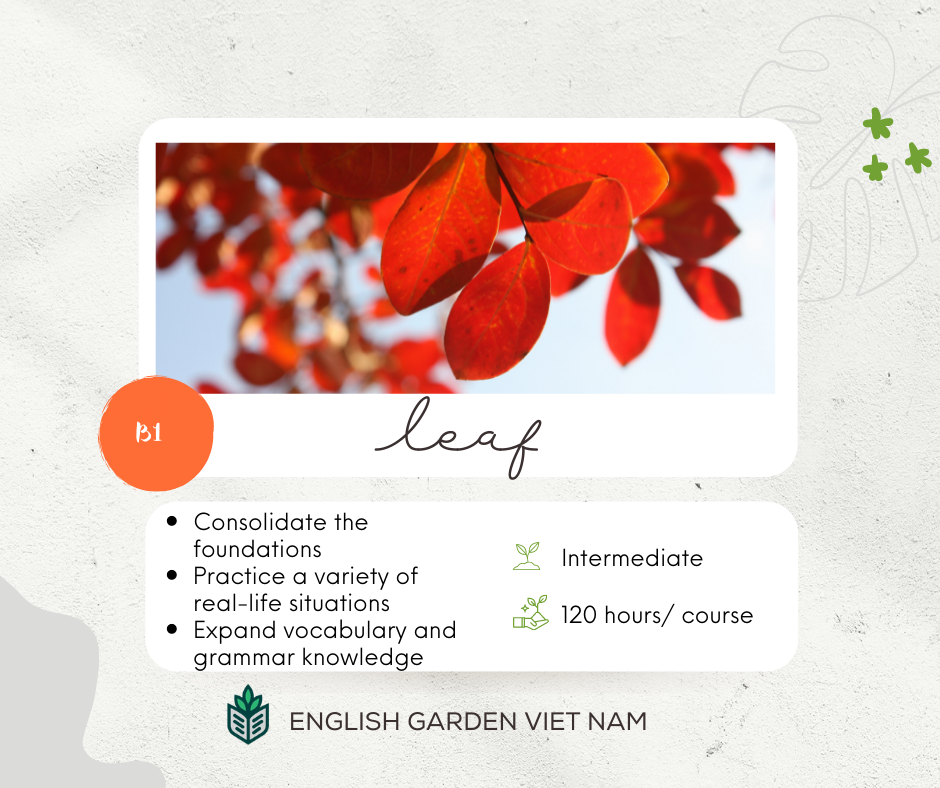 B1
leaf
• Consolidate the
foundations
• Practice a variety of
real-life situations
• Expand vocabulary and
grammar knowledge
Intermediate
120 hours/ course
ENGLISH GARDEN VIET NAM